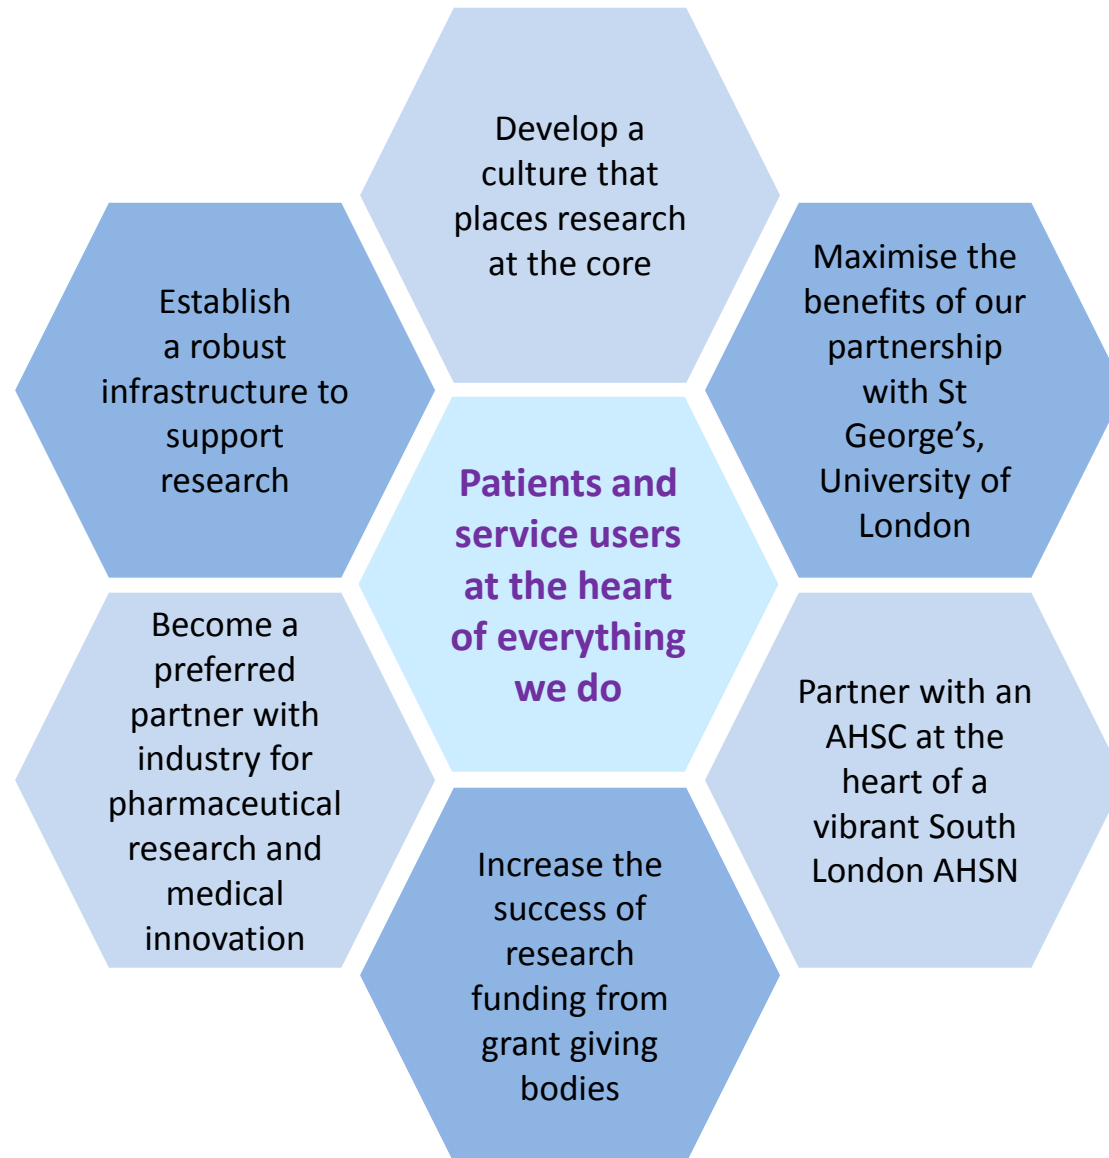 Develop a
culture that
places research
at the core
Maximise the
benefits of our
partnership
with St
George’s,
University of
London
Partner with an
AHSC at the
heart of a
vibrant South
London AHSN
Increase the
success of
research
funding from
grant giving
bodies
Become a
preferred
partner with
industry for
pharmaceutical
research and
medical
innovation
Establish
a robust
infrastructure to
support
research
Patients and
service users
at the heart
of everything
we do